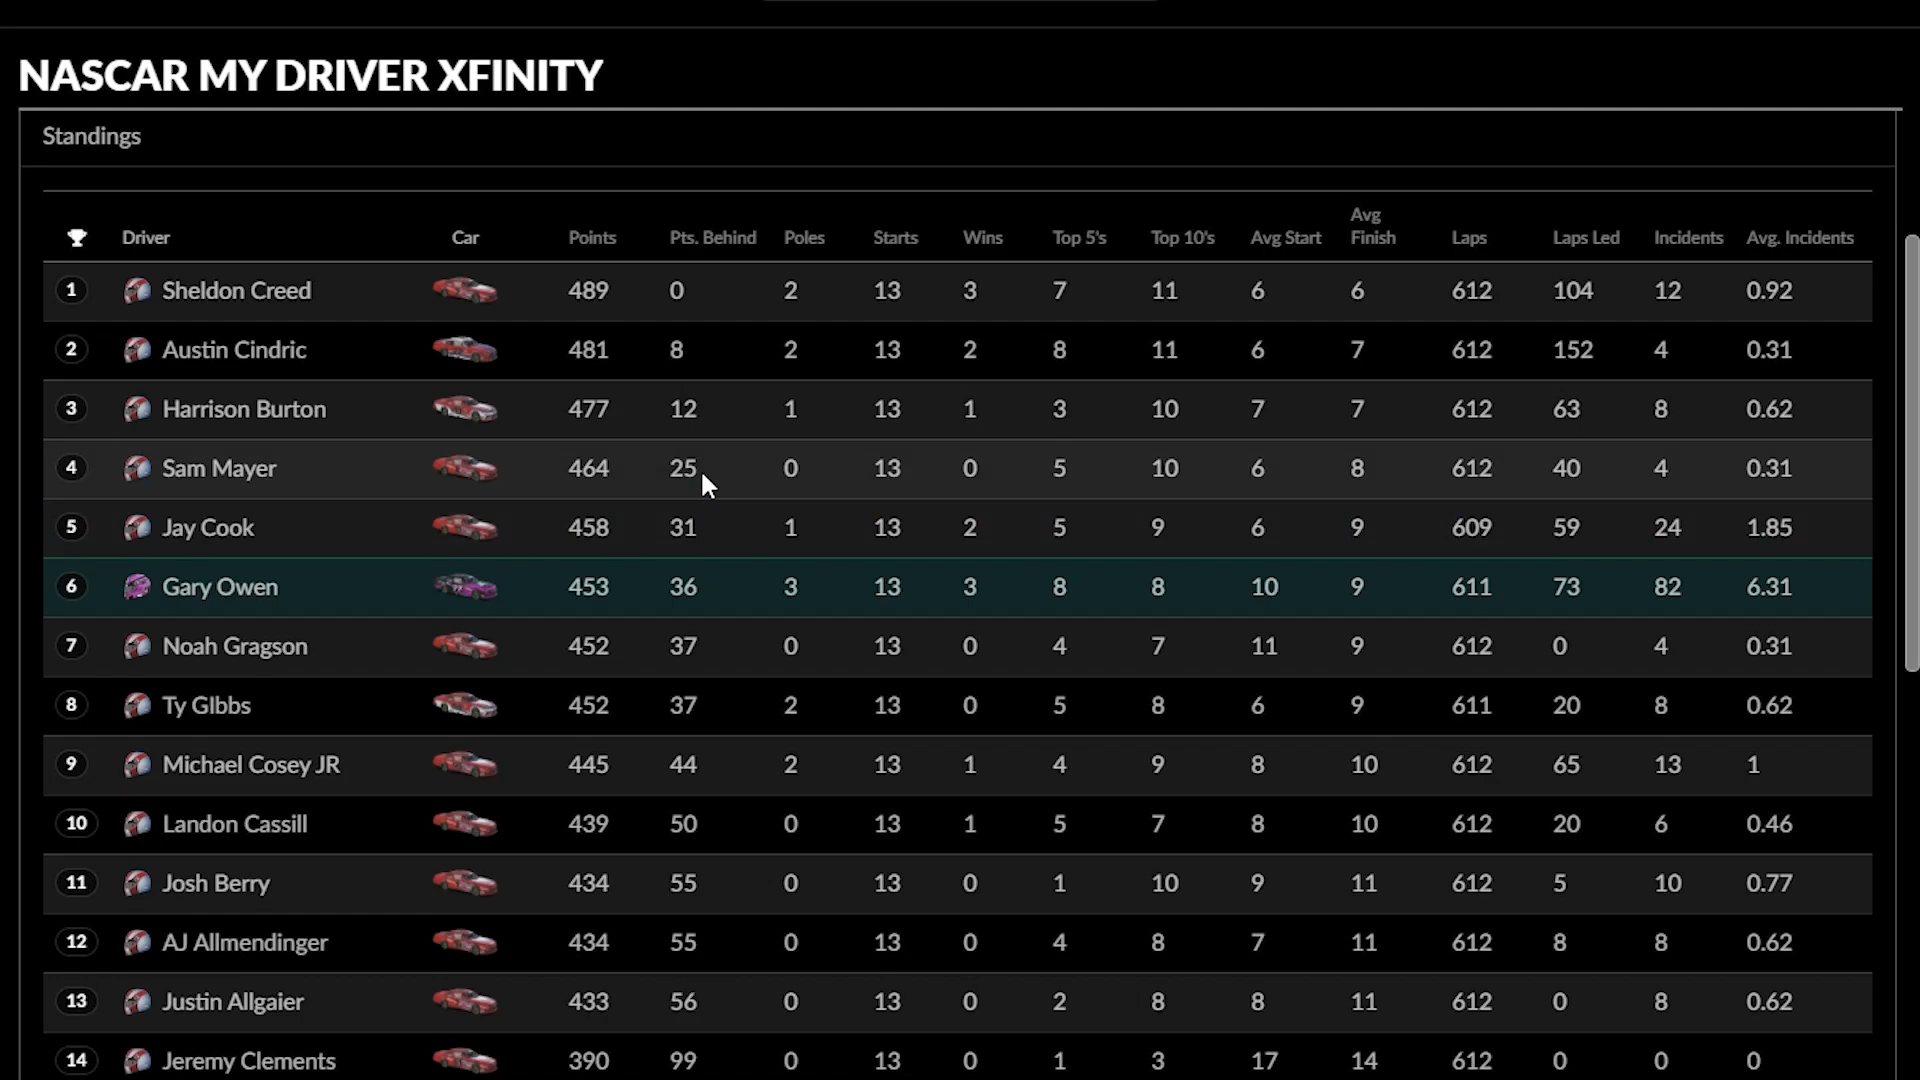 NASCAR MY DRIVER XFINITY
Standings
Driver Car Points Pts. Behind Poles Starts Wins Top 5's Top 10's Avg Start Avg Finish Laps Laps Led Incidents Avg. Incidents
1 Sheldon Creed 489 0 2 13 3 7 11 6 6 612 104 12 0.92
2 Austin Cindric 481 8 2 13 2 8 11 6 7 612 152 4 0.31
3 Harrison Burton 477 12 1 13 1 3 10 7 7 612 63 8 0.62
4 Sam Mayer 464 25 0 13 0 5 10 6 8 612 40 4 0.31
5 Jay Cook 458 31 1 13 2 5 9 6 9 609 59 24 1.85
6 Gary Owen 453 36 3 13 3 8 8 10 9 611 73 82 6.31
7 Noah Gragson 452 37 0 13 0 4 7 11 9 612 0 4 0.31
8 Ty GIbbs 452 37 2 13 0 5 8 6 9 611 20 8 0.62
9 Michael Cosey JR 445 44 2 13 1 4 9 8 10 612 65 13 1
10 Landon Cassill 439 50 0 13 1 5 7 8 10 612 20 6 0.46
11 Josh Berry 434 55 0 13 0 1 10 9 11 612 5 10 0.77
12 AJ Allmendinger 434 55 0 13 0 4 8 7 11 612 8 8 0.62
13 Justin Allgaier 433 56 0 13 0 2 8 8 11 612 0 8 0.62
14 Jeremy Clements 390 99 0 13 0 1 3 17 14 612 0 0 0